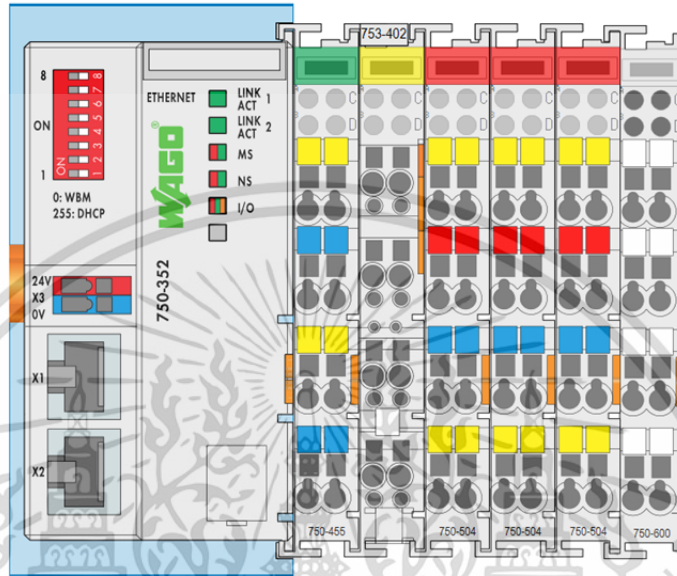 753-402
8
8
7
6
5
4
3
2
1
ON
ON
1
0: WBM
255: DHCP
ETHERNET
LINK 1
ACT
LINK 2
ACT
MS
NS
I/O
WAGO®
750-352
24V
X3
0V
X1
X2
C
D
C
D
C
D
C
D
C
D
C
750-455
750-504
750-504
750-504
750-600